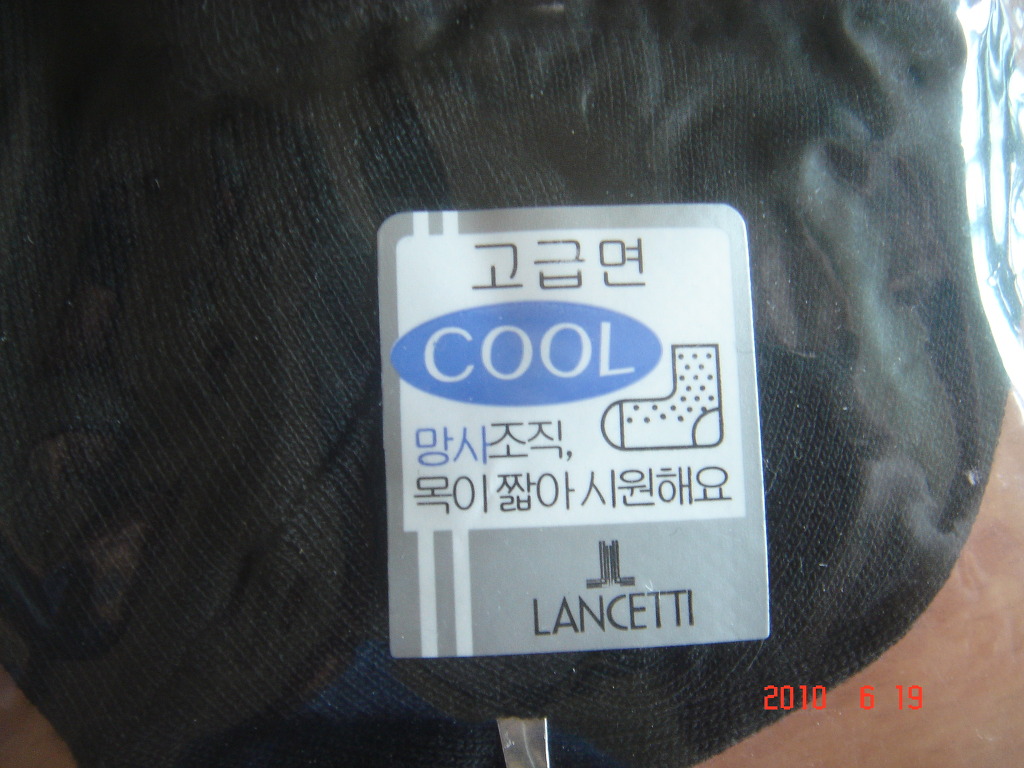 고급면
COOL
망사조직,
목이 짧아 시원해요
LANCETTI
2010 6 19